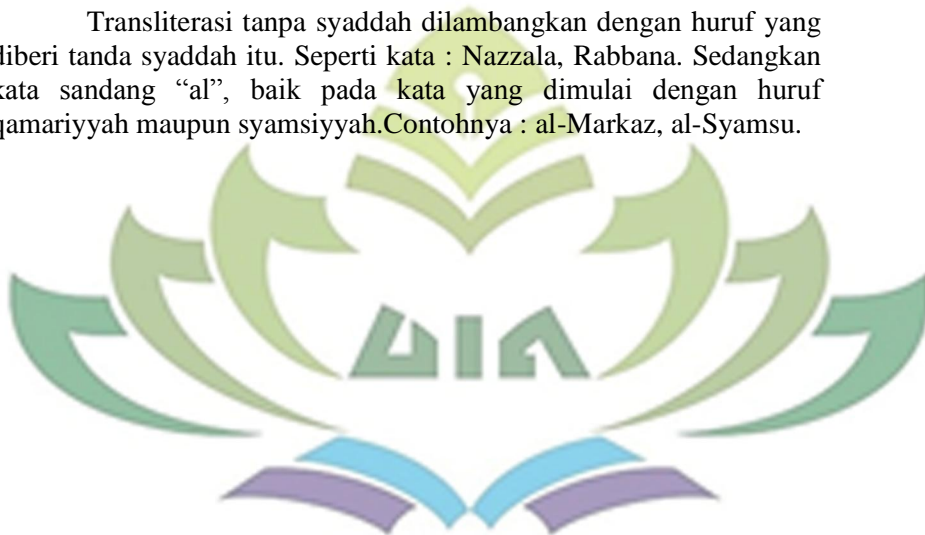 Transliterasi tanpa syaddah dilambangkan dengan huruf yang
diberi tanda syaddah itu. Seperti kata : Nazzala, Rabbana. Sedangkan
kata sandang “al”, baik pada kata yang dimulai dengan huruf
qamariyyah maupun syamsiyyah.Contohnya : al-Markaz, al-Syamsu.
UIN